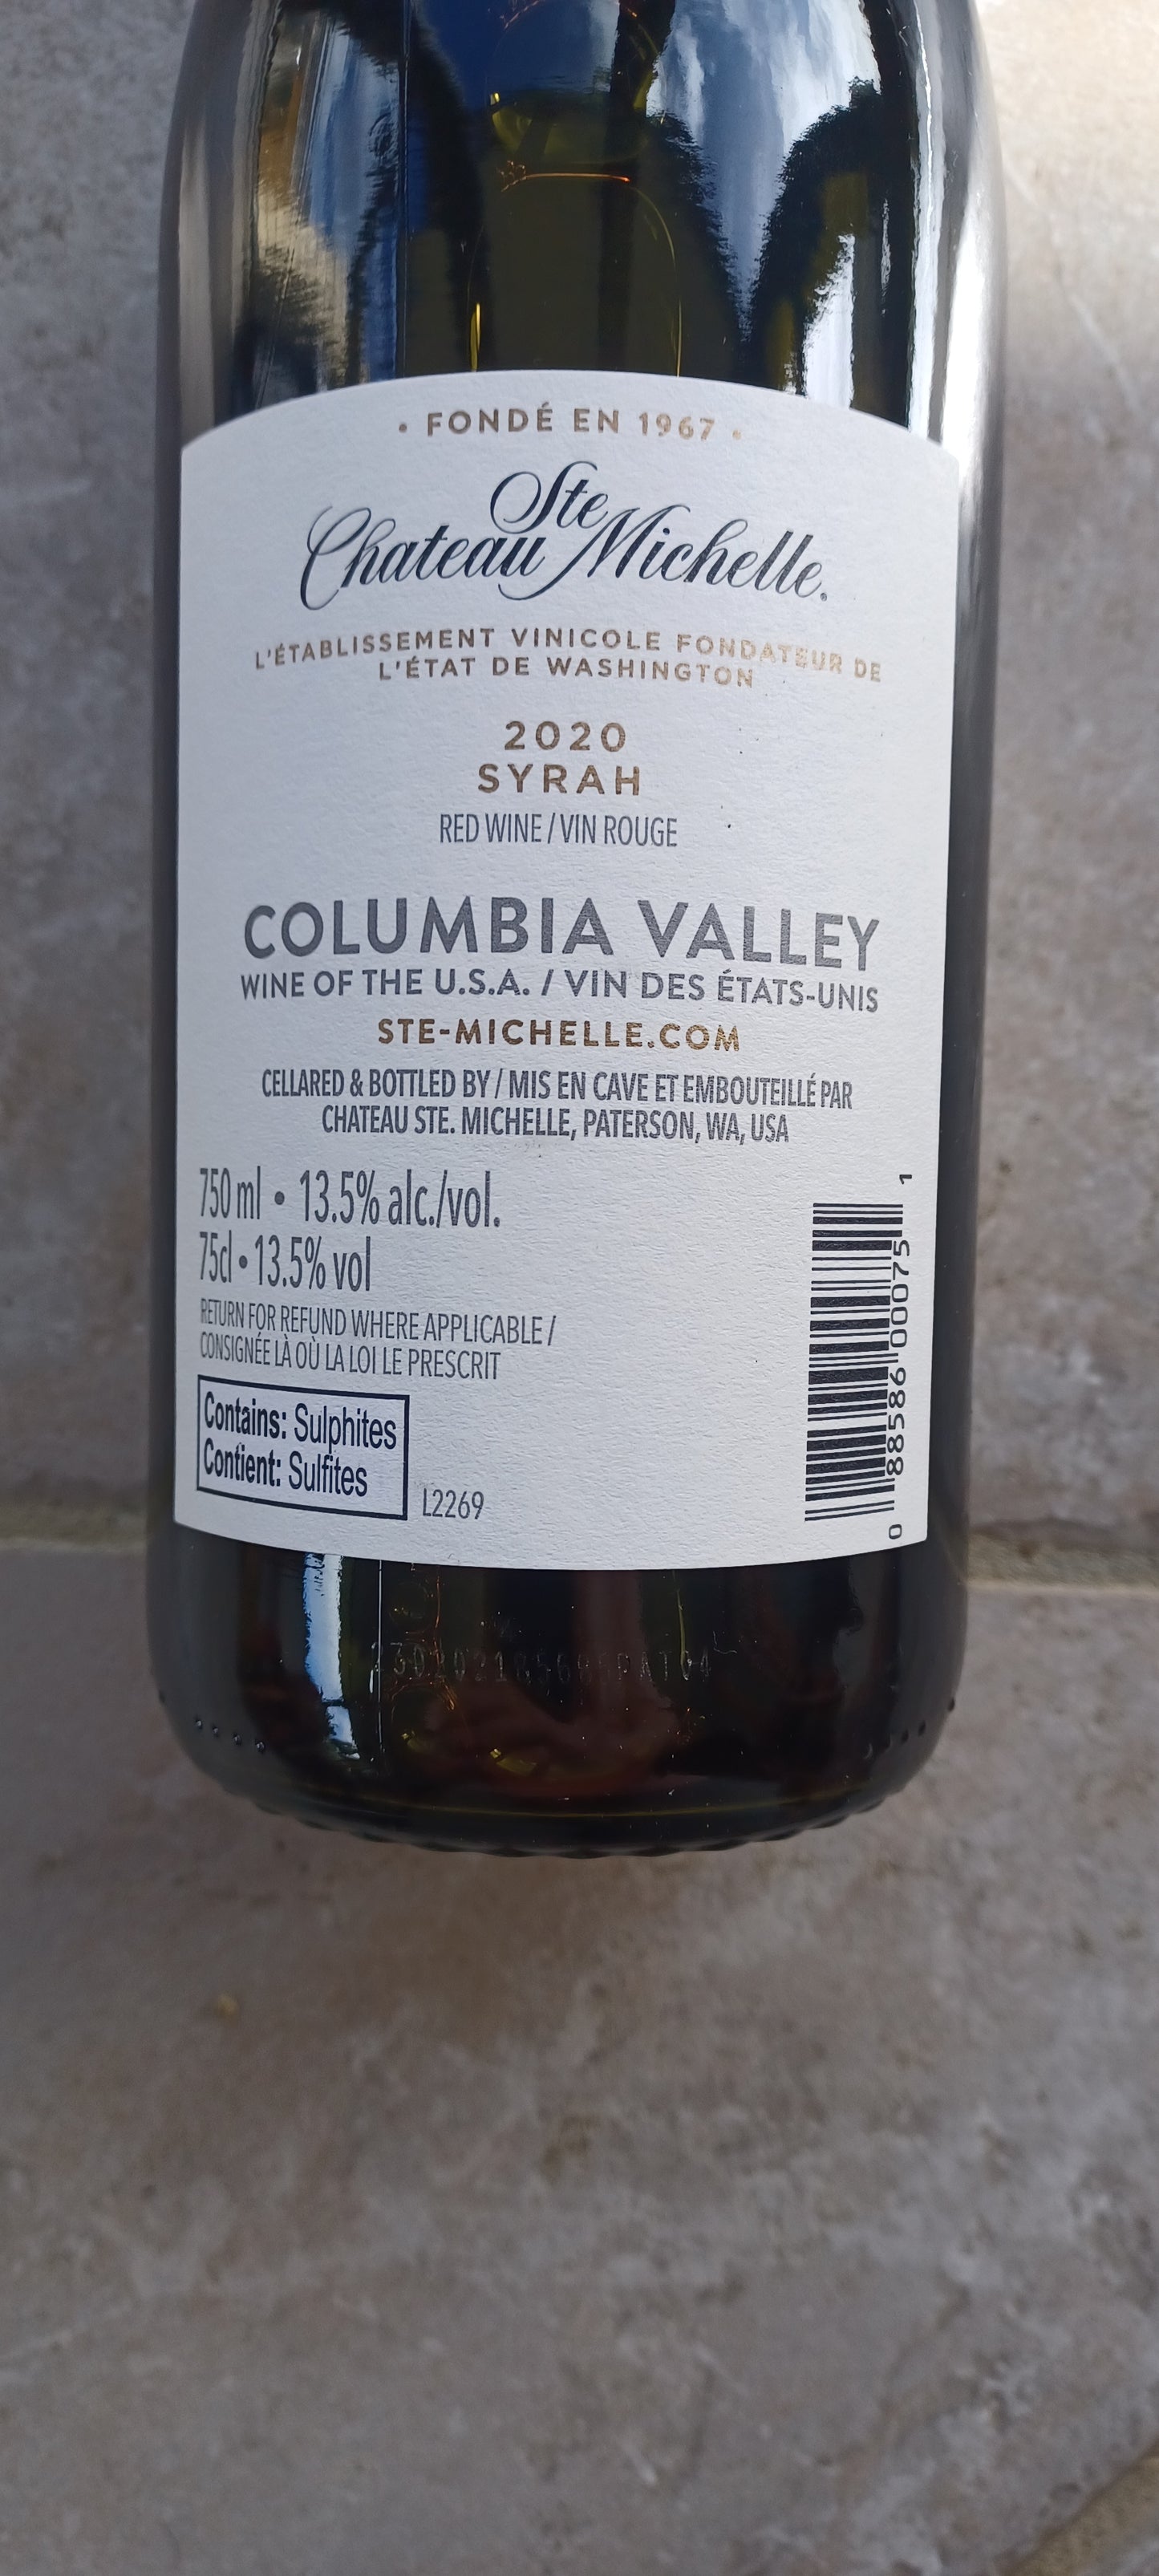 • FONDÉ EN 1967 •
Ste
Chateau Michelle.
L'ÉTABLISSEMENT VINICOLE FONDATEUR DE
L'ÉTAT DE WASHINGTON
2020
SYRAH
RED WINE / VIN ROUGE
COLUMBIA VALLEY
WINE OF THE U.S.A. / VIN DES ÉTATS-UNIS
STE-MICHELLE.COM
CELLARED & BOTTLED BY / MIS EN CAVE ET EMBOUTEILLÉ PAR
CHATEAU STE. MICHELLE, PATERSON, WA, USA
750 ml • 13.5% alc./vol.
75cl • 13.5% vol
RETURN FOR REFUND WHERE APPLICABLE /
CONSIGNÉE LÀ OÙ LA LOI LE PRESCRIT
Contains: Sulphites
Contient: Sulfites
L2269
0 88586 00075 1